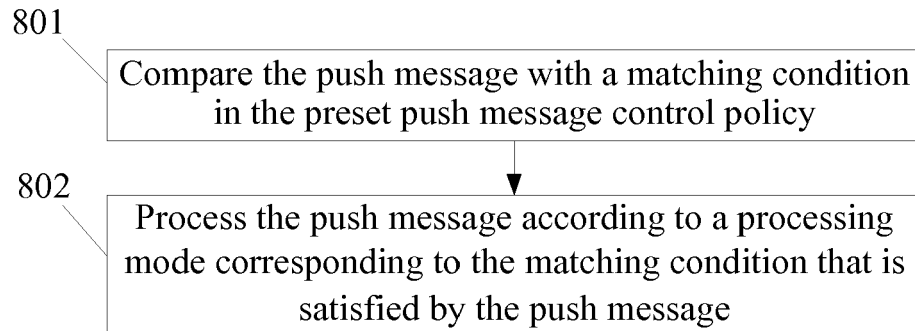 801
Compare the push message with a matching condition
in the preset push message control policy
802
Process the push message according to a processing
mode corresponding to the matching condition that is
satisfied by the push message